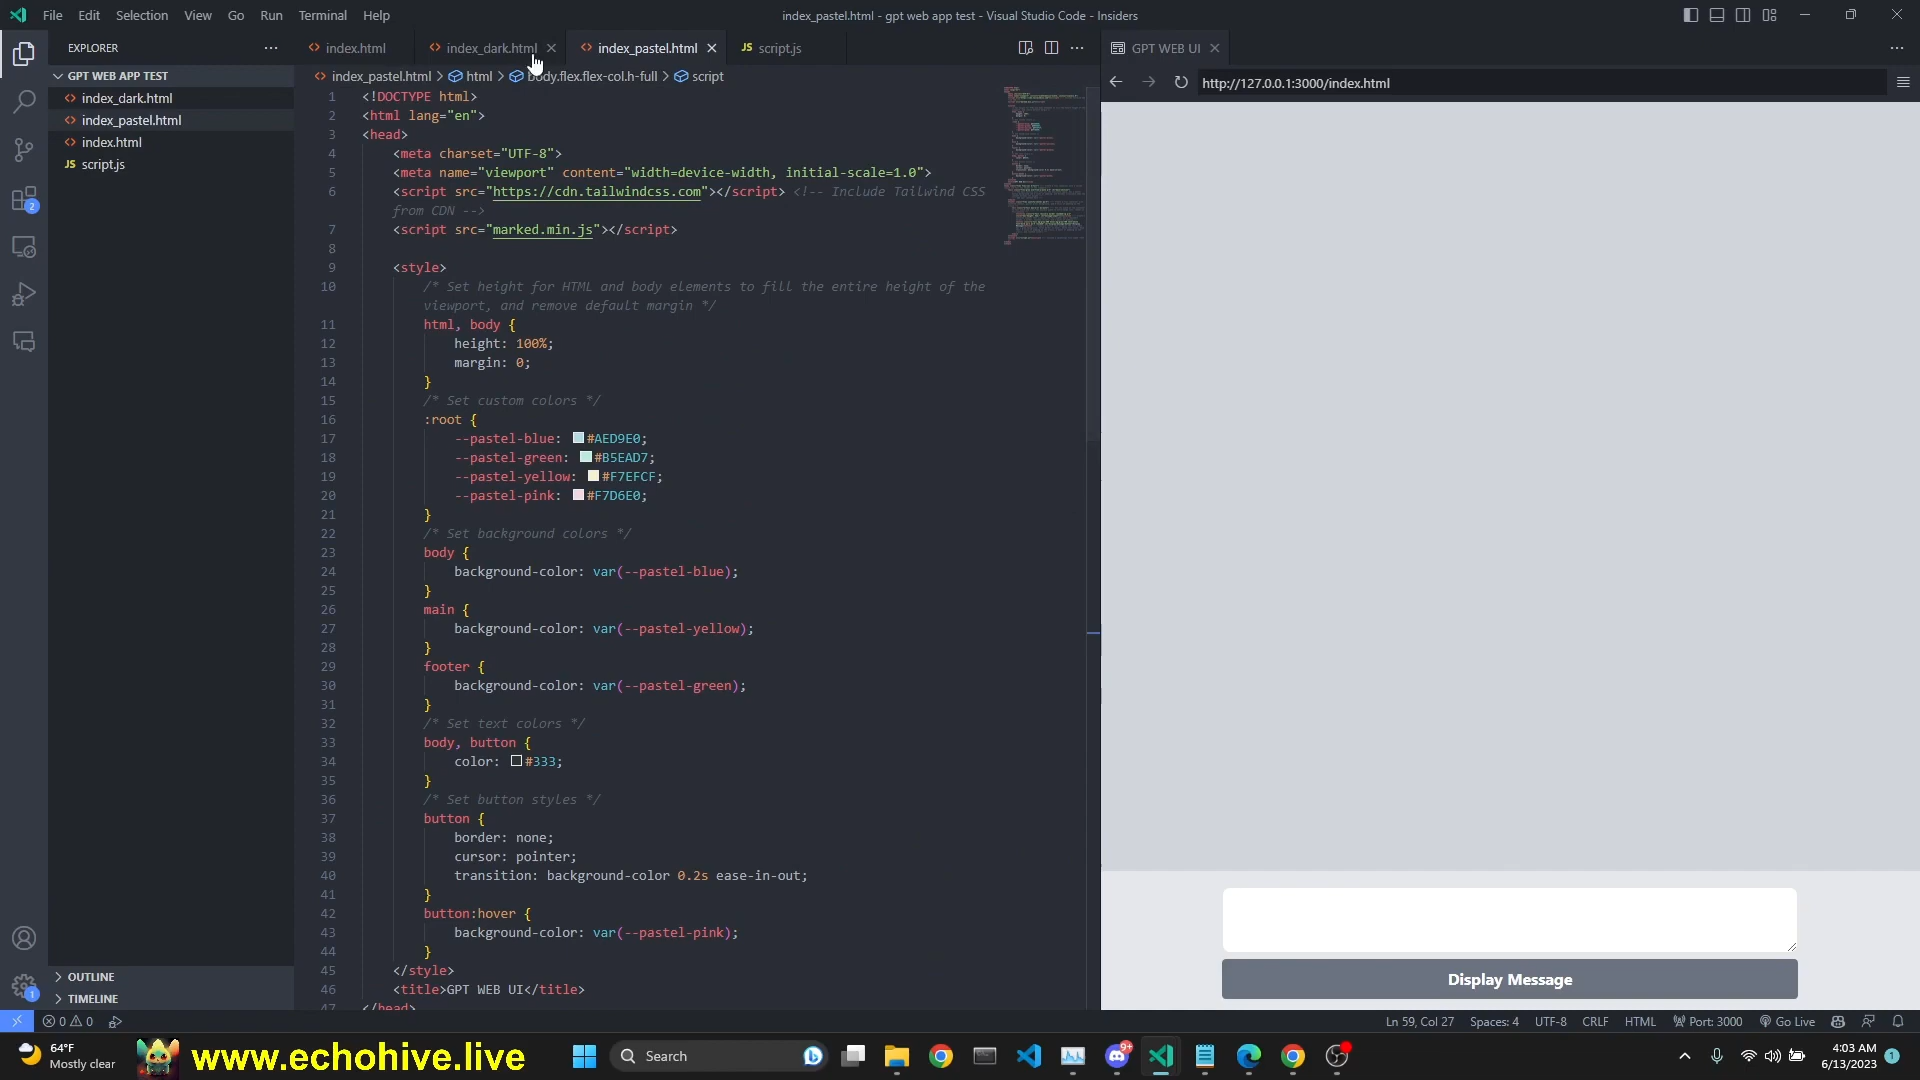 File Edit Selection View Go Run Terminal Help
index_pastel.html - gpt web app test - Visual Studio Code - Insiders
EXPLORER
GPT WEB APP TEST
index_dark.html
index_pastel.html
index.html
JS script.js
OUTLINE
TIMELINE
2
1
index.html
index_dark.html
index_pastel.html
JS script.js
index_pastel.html > html > body.flex.flex-col.h-full > script
1 <!DOCTYPE html>
2 <html lang="en">
3 <head>
4 <meta charset="UTF-8">
5 <meta name="viewport" content="width=device-width, initial-scale=1.0">
6 <script src="https://cdn.tailwindcss.com"></script> <!-- Include Tailwind CSS
from CDN -->
7 <script src="marked.min.js"></script>
8
9 <style>
10 /* Set height for HTML and body elements to fill the entire height of the
viewport, and remove default margin */
11 html, body {
12 height: 100%;
13 margin: 0;
14 }
15 /* Set custom colors */
16 :root {
17 --pastel-blue: #AED9E0;
18 --pastel-green: #B5EAD7;
19 --pastel-yellow: #F7EFCF;
20 --pastel-pink: #F7D6E0;
21 }
22 /* Set background colors */
23 body {
24 background-color: var(--pastel-blue);
25 }
26 main {
27 background-color: var(--pastel-yellow);
28 }
29 footer {
30 background-color: var(--pastel-green);
31 }
32 /* Set text colors */
33 body, button {
34 color: #333;
35 }
36 /* Set button styles */
37 button {
38 border: none;
39 cursor: pointer;
40 transition: background-color 0.2s ease-in-out;
41 }
42 button:hover {
43 background-color: var(--pastel-pink);
44 }
45 </style>
46 <title>GPT WEB UI</title>
47 </head>
GPT WEB UI
http://127.0.0.1:3000/index.html
Display Message
0 0
Ln 59, Col 27 Spaces: 4 UTF-8 CRLF HTML Port: 3000 Go Live
64°F
Mostly clear
www.echohive.live
Search
9+
4:03 AM
6/13/2023
1